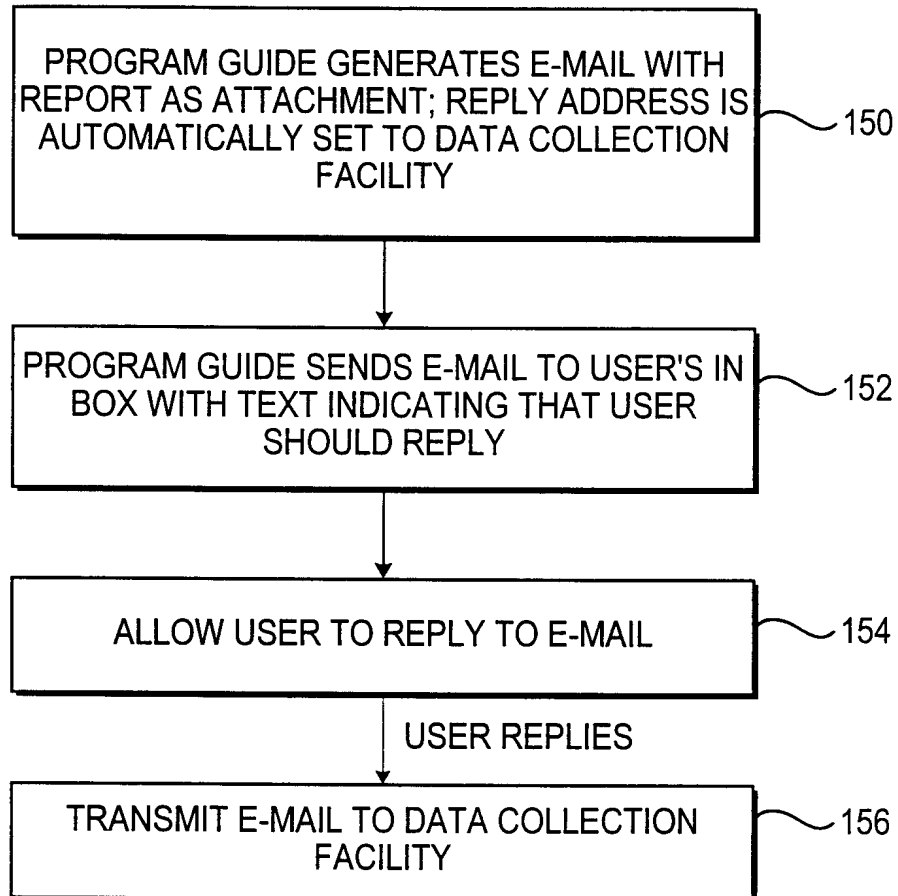 PROGRAM GUIDE GENERATES E-MAIL WITH
REPORT AS ATTACHMENT; REPLY ADDRESS IS
AUTOMATICALLY SET TO DATA COLLECTION
FACILITY
150
PROGRAM GUIDE SENDS E-MAIL TO USER'S IN
BOX WITH TEXT INDICATING THAT USER
SHOULD REPLY
152
ALLOW USER TO REPLY TO E-MAIL
154
USER REPLIES
TRANSMIT E-MAIL TO DATA COLLECTION
FACILITY
156